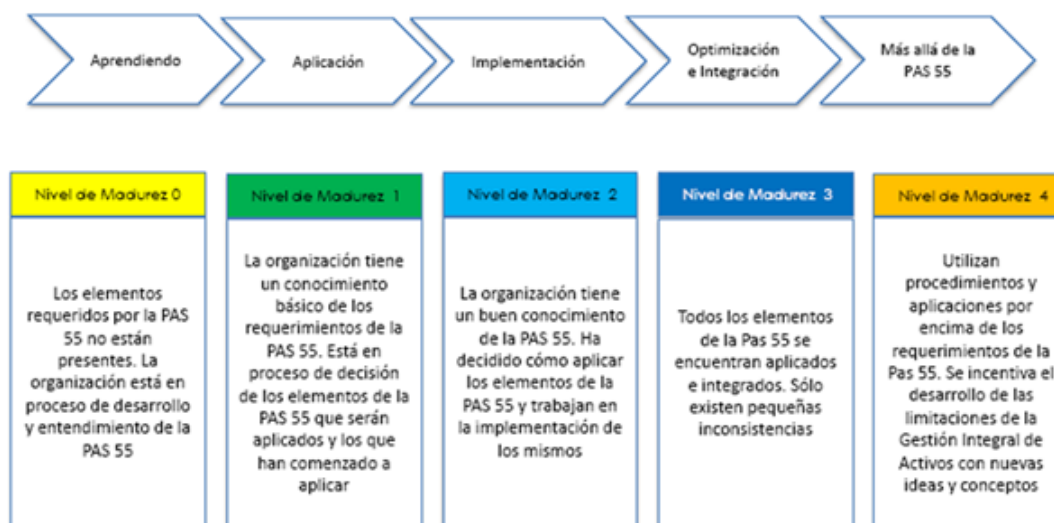 Aprendiendo
Aplicación
Implementación
Optimización
e Integración
Más allá de la
PAS 55
Nivel de Madurez 0
Los elementos
requeridos por la PAS
55 no están
presentes. La
organización está en
proceso de desarrollo
y entendimiento de la
PAS 55
Nivel de Madurez 1
La organización tiene
un conocimiento
básico de los
requerimientos de la
PAS 55. Está en
proceso de decisión
de los elementos de la
PAS 55 que serán
aplicados y los que
han comenzado a
aplicar
Nivel de Madurez 2
La organización tiene
un buen conocimiento
de la PAS 55. Ha
decidido cómo aplicar
los elementos de la
PAS 55 y trabajan en
la implementación de
los mismos
Nivel de Madurez 3
Todos los elementos
de la Pas 55 se
encuentran aplicados
e integrados. Sólo
existen pequeñas
inconsistencias
Nivel de Madurez 4
Utilizan
procedimientos y
aplicaciones por
encima de los
requerimientos de la
Pas 55. Se incentiva el
desarrollo de las
limitaciones de la
Gestión Integral de
Activos con nuevas
ideas y conceptos